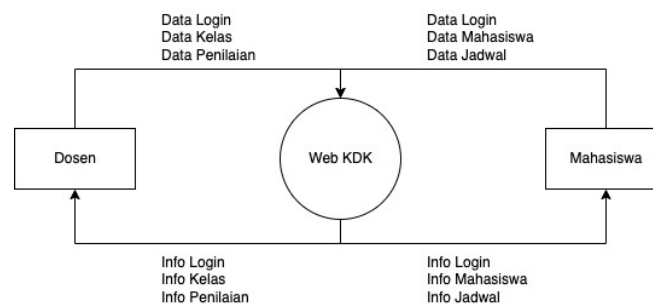 Data Login
Data Kelas
Data Penilaian
Data Login
Data Mahasiswa
Data Jadwal
Dosen
Web KDK
Mahasiswa
Info Login
Info Kelas
Info Penilaian
Info Login
Info Mahasiswa
Info Jadwal